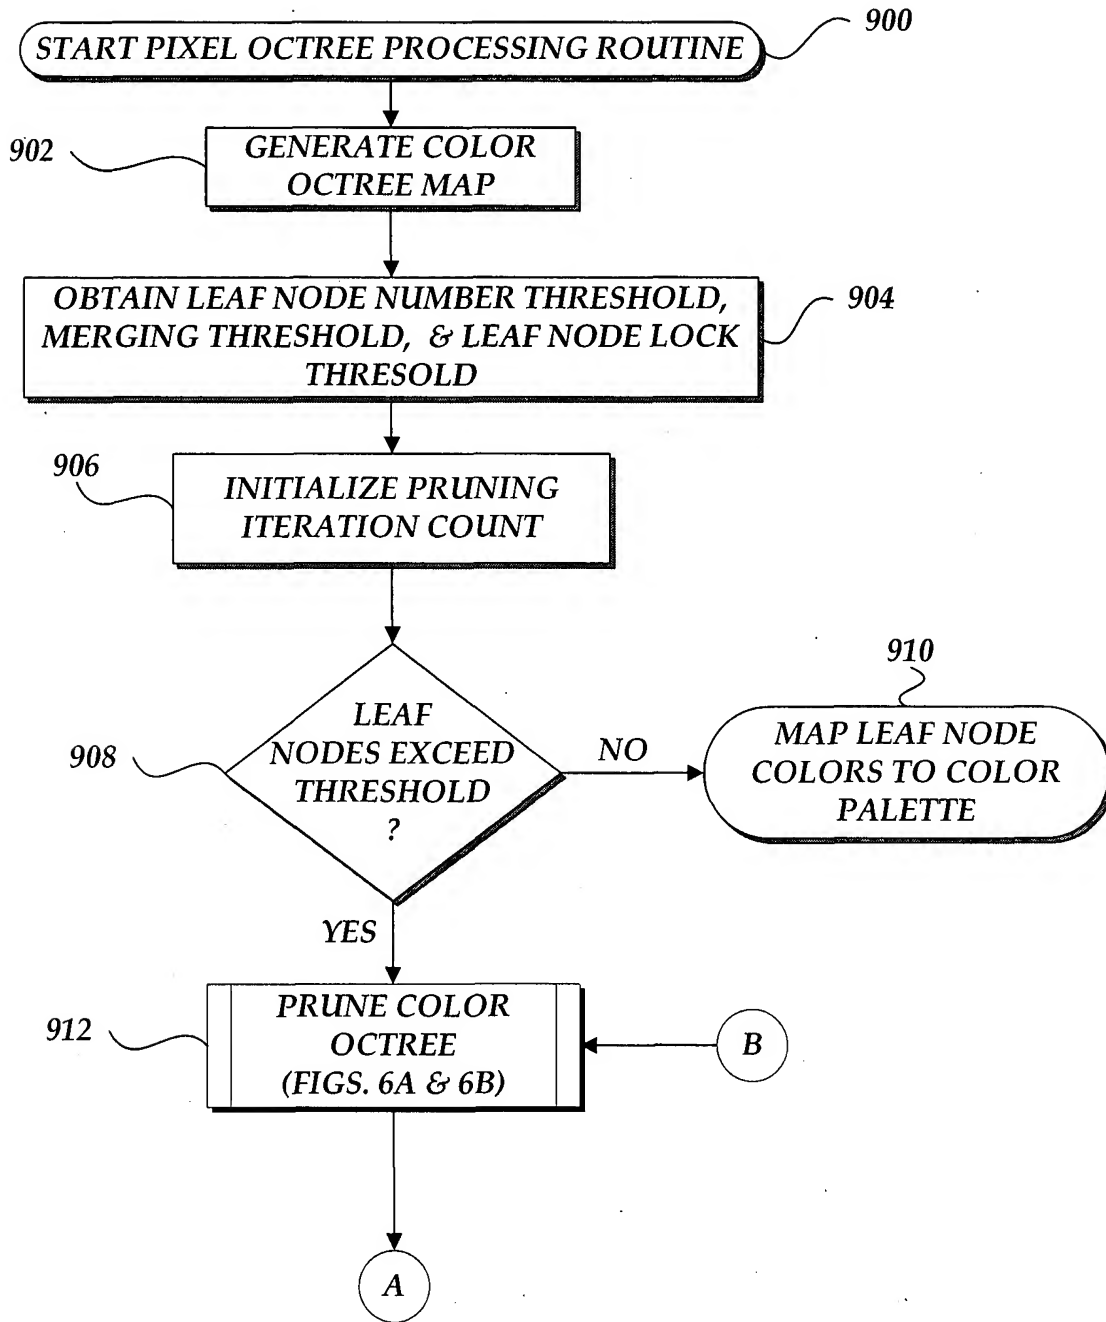 900
START PIXEL OCTREE PROCESSING ROUTINE
902
GENERATE COLOR
OCTREE MAP
904
OBTAIN LEAF NODE NUMBER THRESHOLD,
MERGING THRESHOLD, & LEAF NODE LOCK
THRESOLD
906
INITIALIZE PRUNING
ITERATION COUNT
908
LEAF
NODES EXCEED
THRESHOLD
?
NO
910
MAP LEAF NODE
COLORS TO COLOR
PALETTE
YES
912
PRUNE COLOR
OCTREE
(FIGS. 6A & 6B)
B
A